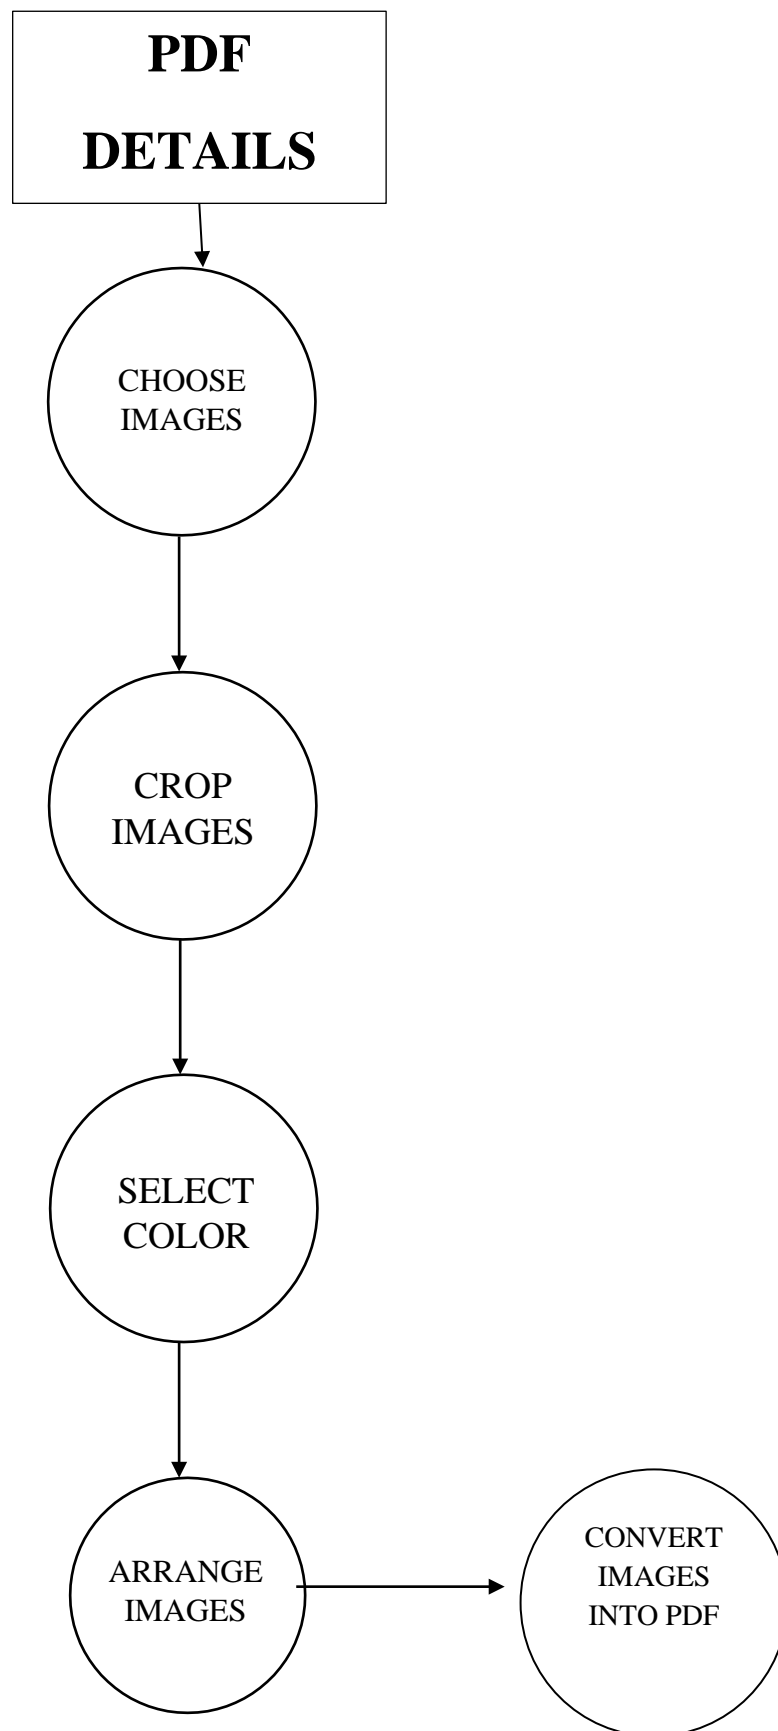 PDF
DETAILS
CHOOSE
IMAGES
CROP
IMAGES
SELECT
COLOR
ARRANGE
IMAGES
CONVERT
IMAGES
INTO PDF